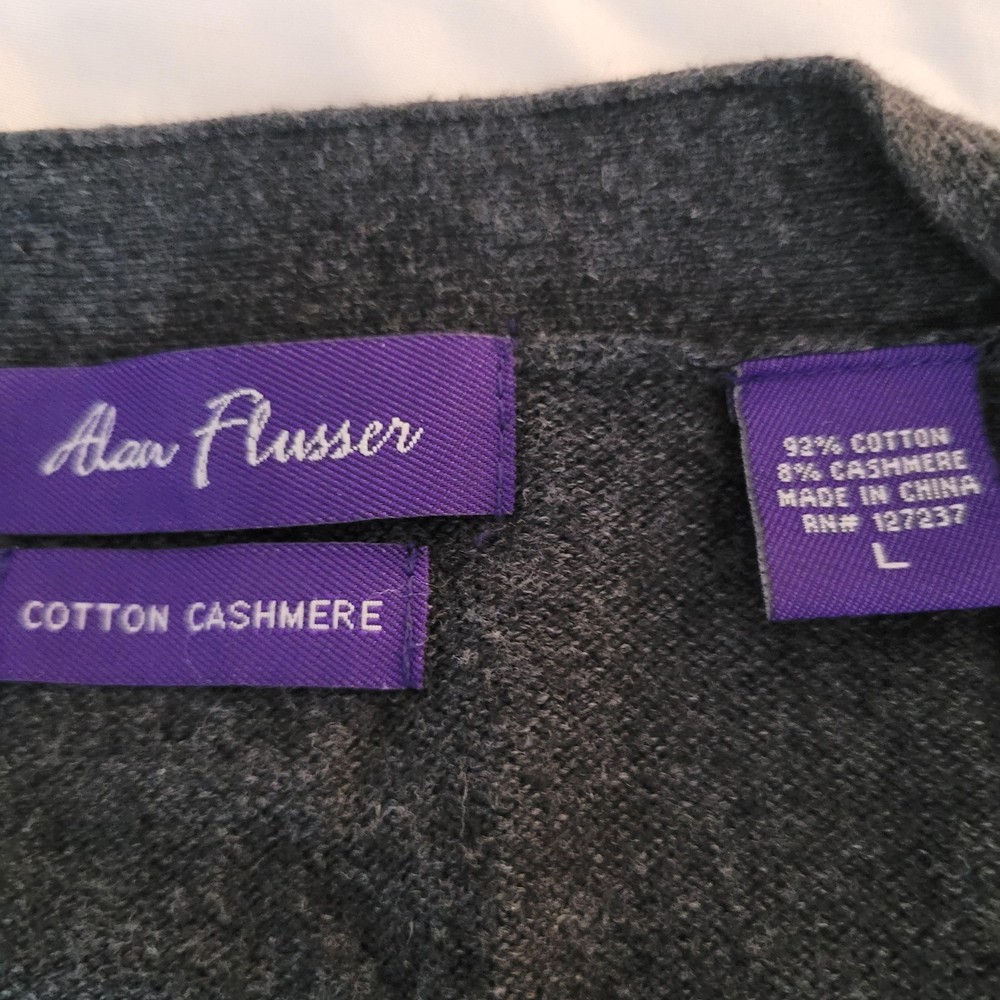 Alan Flusser
COTTON CASHMERE
92% COTTON
8% CASHMERE
MADE IN CHINA
RN# 127237
L